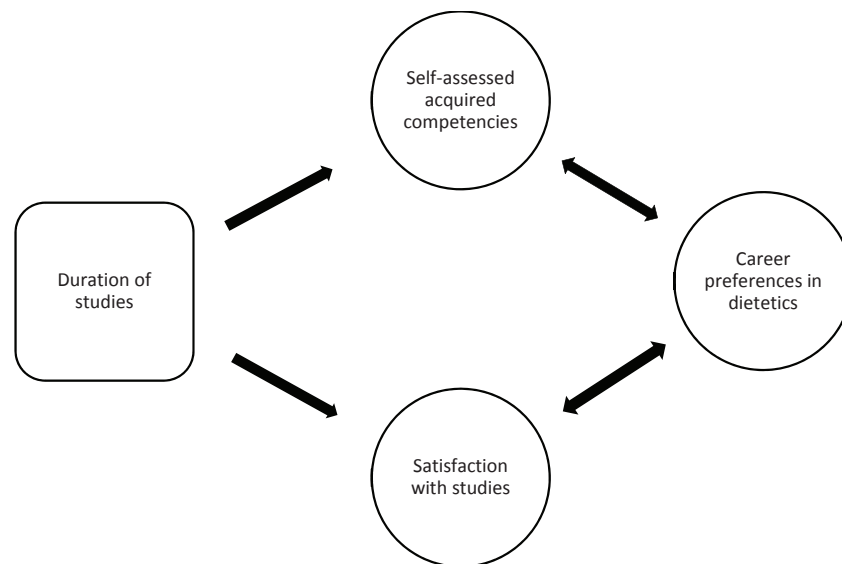 Self-assessed
acquired
competencies
Duration of
studies
Career
preferences in
dietetics
Satisfaction
with studies